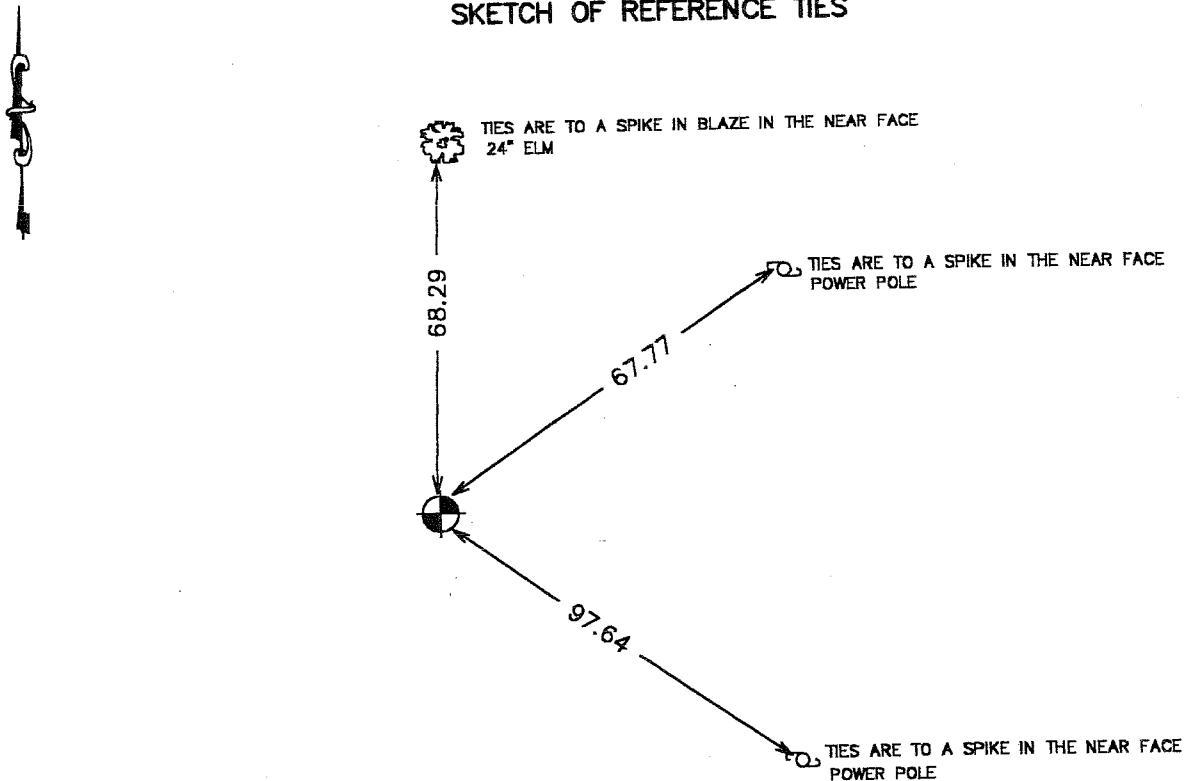 SKETCH OF REFERENCE TIES
TIES ARE TO A SPIKE IN BLAZE IN THE NEAR FACE
24" ELM
TIES ARE TO A SPIKE IN THE NEAR FACE
POWER POLE
68.29
67.77
97.64
TIES ARE TO A SPIKE IN THE NEAR FACE
POWER POLE